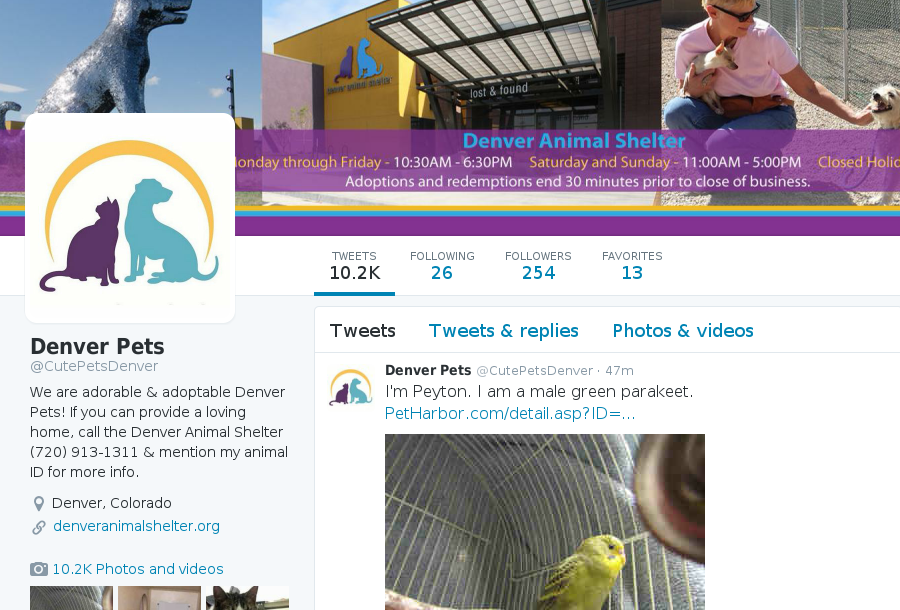 denver animal shelter
lost & found
Denver Animal Shelter
onday through Friday - 10:30AM - 6:30PM Saturday and Sunday - 11:00AM - 5:00PM Closed Holid
Adoptions and redemptions end 30 minutes prior to close of business.
TWEETS FOLLOWING FOLLOWERS FAVORITES
10.2K 26 254 13
Denver Pets
@CutePetsDenver
We are adorable & adoptable Denver
Pets! If you can provide a loving
home, call the Denver Animal Shelter
(720) 913-1311 & mention my animal
ID for more info.
Denver, Colorado
denveranimalshelter.org
10.2K Photos and videos
Tweets Tweets & replies Photos & videos
Denver Pets @CutePetsDenver · 47m
I'm Peyton. I am a male green parakeet.
PetHarbor.com/detail.asp?ID=...